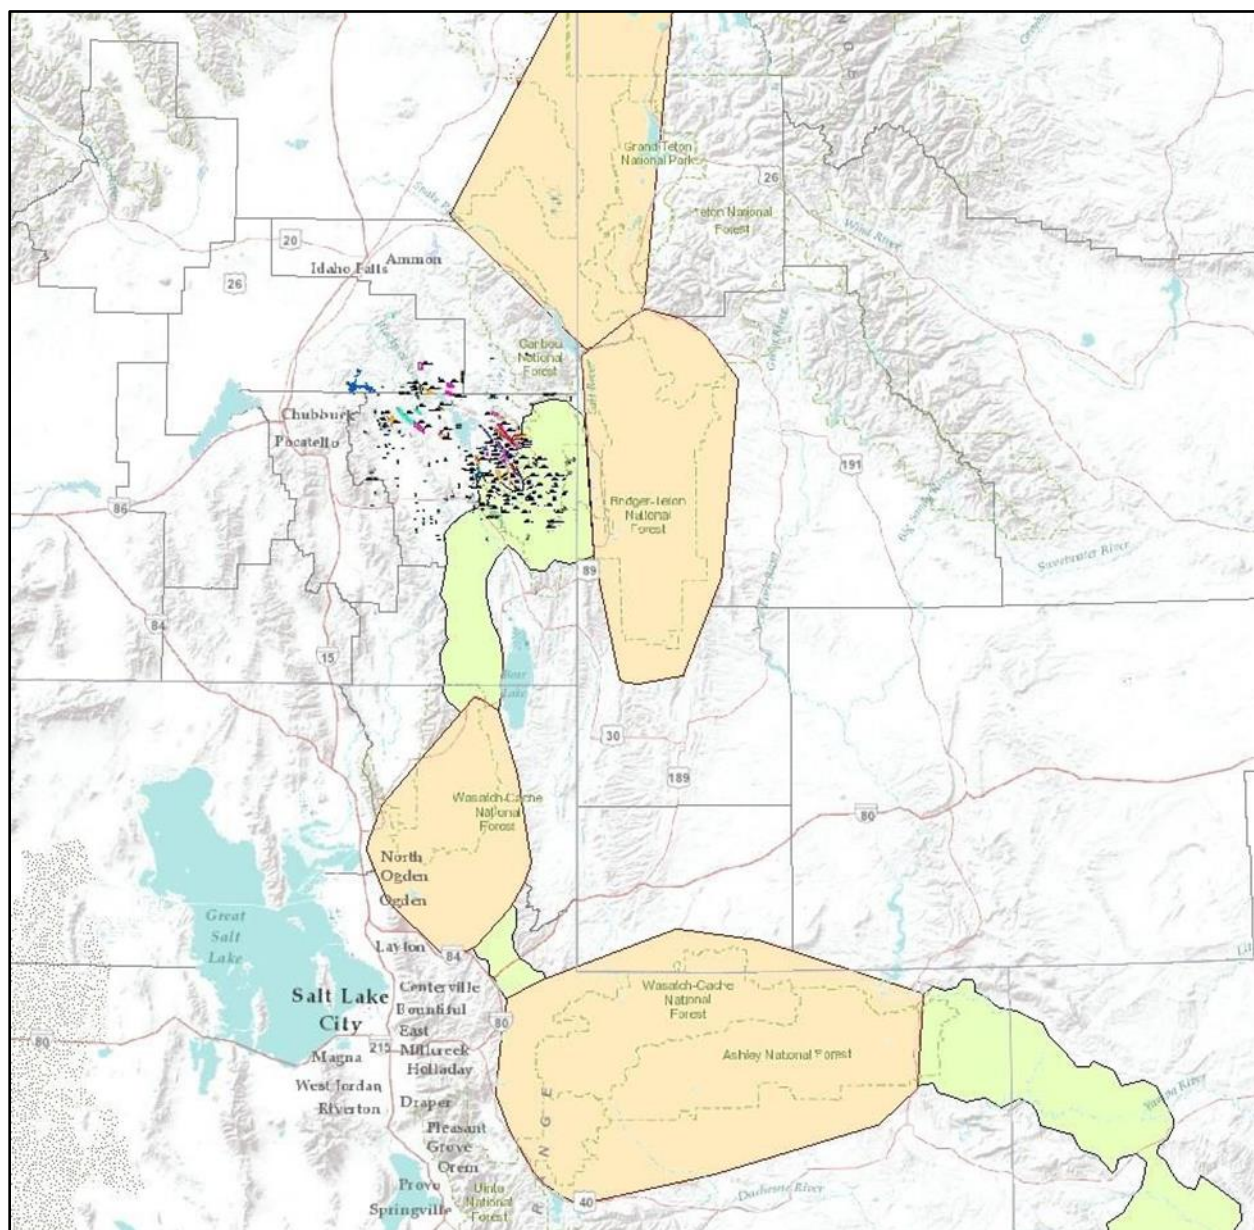 Grand Teton
National Park
26
Teton National
Forest
Wind River
20
Idaho Falls
Ammon
26
Caribou
National
Forest
Salt River
Chubbuck
Pocatello
191
86
Bridger-Teton
National
Forest
Sweetwater River
89
84
15
Bear
Lake
30
189
Wasatch-Cache
National
Forest
80
North
Ogden
Ogden
Great
Salt
Lake
Layton
84
Salt Lake
City
Centerville
Bountiful
East
Millcreek
Holladay
Wasatch-Cache
National
Forest
80
80
215
Magna
Ashley National Forest
West Jordan
Riverton
Draper
Pleasant
Grove
Orem
Provo
Springville
Uinta
National
Forest
R N G E
40
Duchesne River